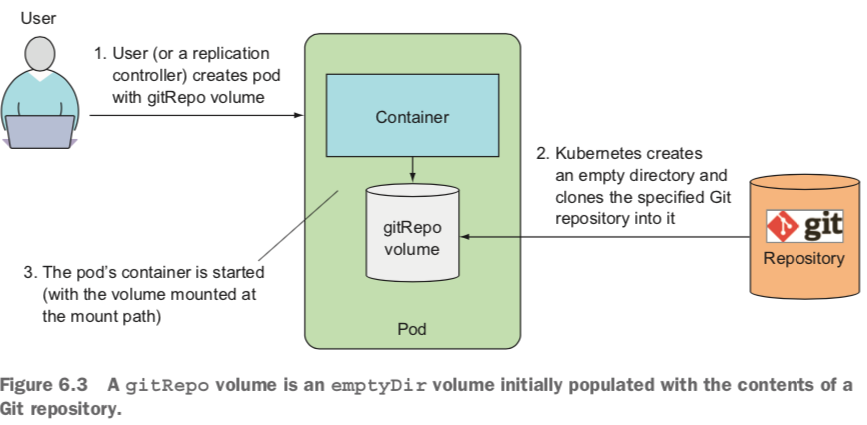 User
1. User (or a replication
controller) creates pod
with gitRepo volume
Container
2. Kubernetes creates
an empty directory and
clones the specified Git
repository into it
gitRepo
volume
git
Repository
3. The pod’s container is started
(with the volume mounted at
the mount path)
Pod
Figure 6.3 A gitRepo volume is an emptyDir volume initially populated with the contents of a
Git repository.